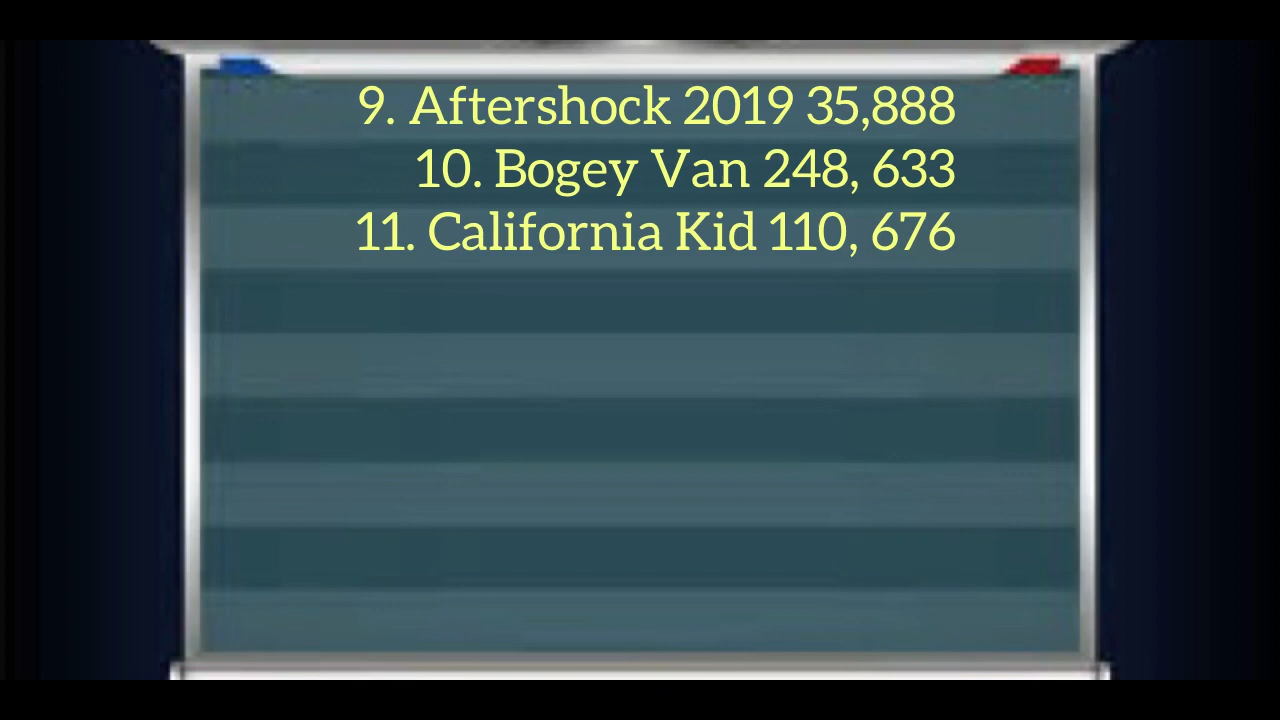 9. Aftershock 2019 35,888
10. Bogey Van 248, 633
11. California Kid 110, 676